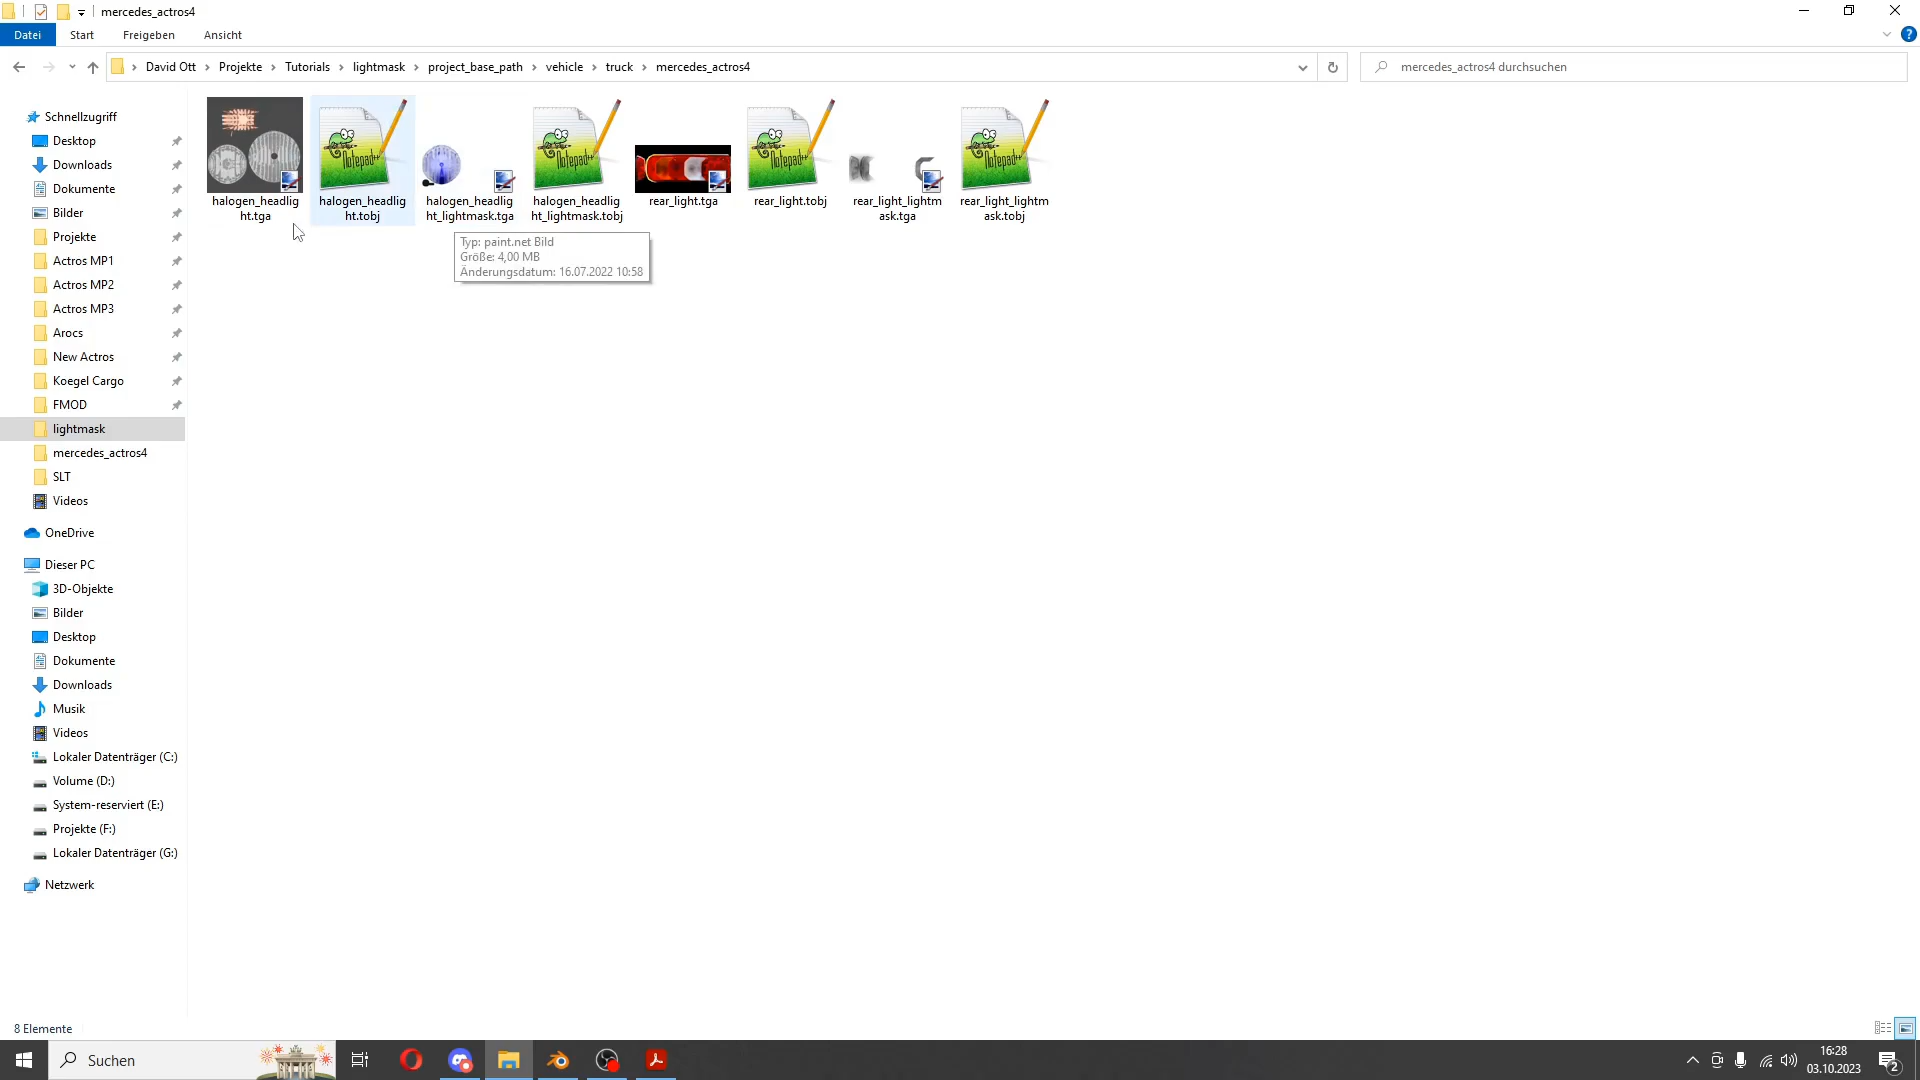 mercedes_actros4
Datei Start Freigeben Ansicht
David Ott Projekte Tutorials lightmask project_base_path vehicle truck mercedes_actros4
mercedes_actros4 durchsuchen
Schnellzugriff
Desktop
Downloads
Dokumente
Bilder
Projekte
Actros MP1
Actros MP2
Actros MP3
Arocs
New Actros
Koegel Cargo
FMOD
lightmask
mercedes_actros4
SLT
Videos
OneDrive
Dieser PC
3D-Objekte
Bilder
Desktop
Dokumente
Downloads
Musik
Videos
Lokaler Datenträger (C:)
Volume (D:)
System-reserviert (E:)
Projekte (F:)
Lokaler Datenträger (G:)
Netzwerk
Notepad++
Notepad++
Notepad++
Notepad++
halogen_headlig
ht.tga
halogen_headlig
ht.tobj
halogen_headlig
ht_lightmask.tga
halogen_headlig
ht_lightmask.tobj
rear_light.tga
rear_light.tobj
rear_light_lightm
ask.tga
rear_light_lightm
ask.tobj
Typ: paint.net Bild
Größe: 4,00 MB
Änderungsdatum: 16.07.2022 10:58
8 Elemente
Suchen
16:28
03.10.2023
2